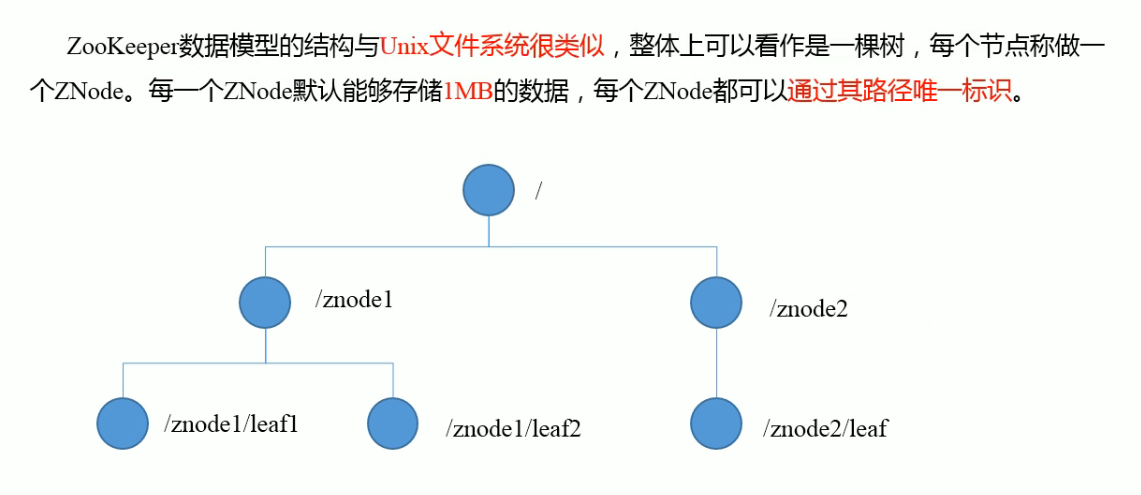 ZooKeeper数据模型的结构与Unix文件系统很类似，整体上可以看作是一棵树，每个节点称做一
个ZNode。每一个ZNode默认能够存储1MB的数据，每个ZNode都可以通过其路径唯一标识。
/
/znode1
/znode2
/znode1/leaf1
/znode1/leaf2
/znode2/leaf